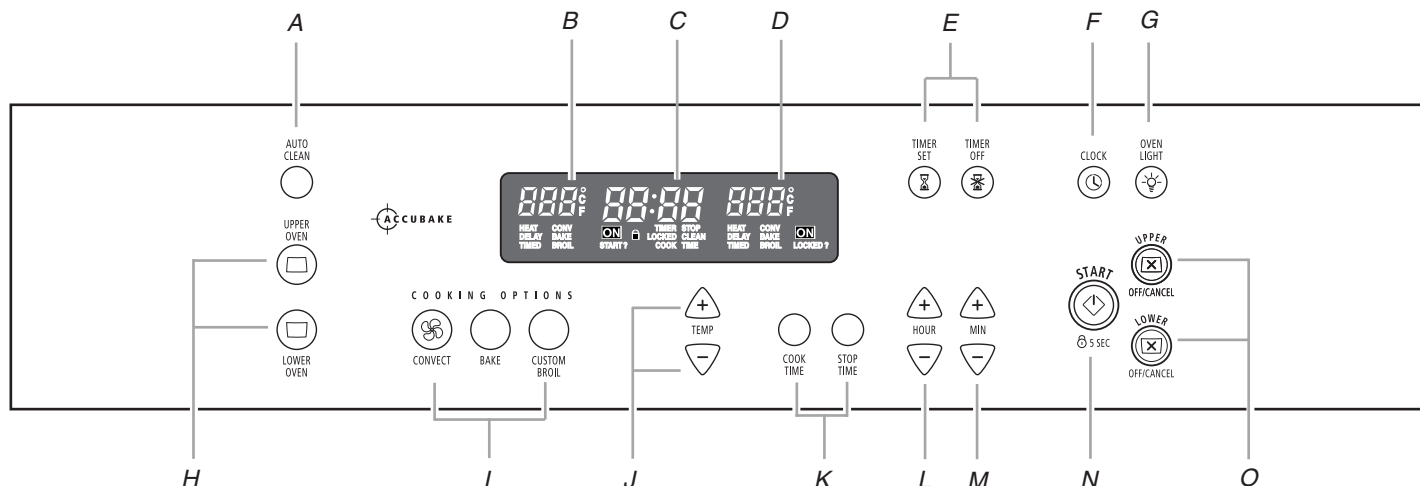 A B C D E F G
AUTO
CLEAN
TIMER
SET
TIMER
OFF
CLOCK
OVEN
LIGHT
888°CF 88:88 888°CF
HEAT CONV
DELAY BAKE
TIMED BROIL
ON
START?
TIMER STOP
LOCKED CLEAN
COOK TIME
HEAT CONV
DELAY BAKE
TIMED BROIL
ON
LOCKED?
ACCUBAKE
UPPER
OVEN
LOWER
OVEN
COOKING OPTIONS
CONVECT
BAKE
CUSTOM
BROIL
+
TEMP
−
COOK
TIME
STOP
TIME
+
HOUR
−
+
MIN
−
START
5 SEC
UPPER
OFF/CANCEL
LOWER
OFF/CANCEL
H I J K L M N O